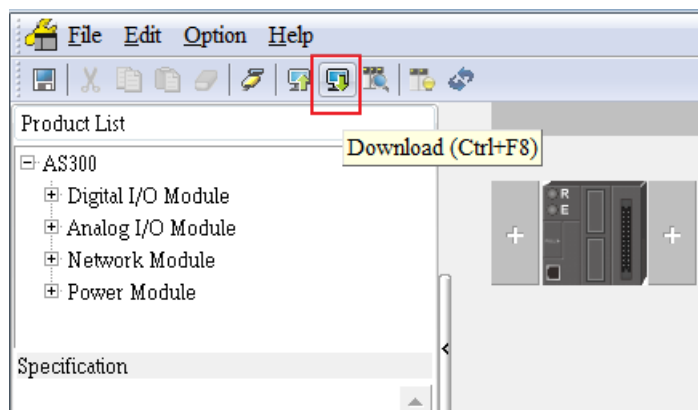 File Edit Option Help
Product List
Download (Ctrl+F8)
AS300
Digital I/O Module
Analog I/O Module
Network Module
Power Module
R
E
Specification